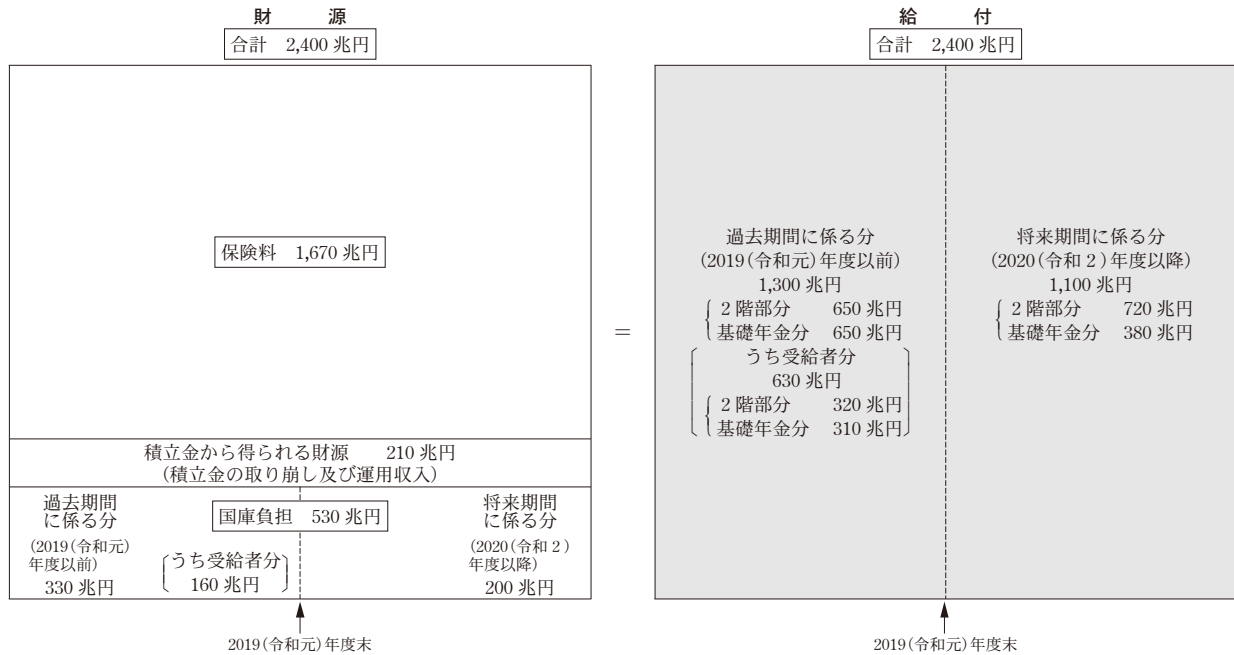 財源
合計 2,400 兆円
保険料 1,670 兆円
積立金から得られる財源 210 兆円
(積立金の取り崩し及び運用収入)
過去期間
に係る分
(2019(令和元)
年度以前)
330 兆円
国庫負担 530 兆円
うち受給者分
160 兆円
将来期間
に係る分
(2020(令和2)
年度以降)
200 兆円
2019(令和元)年度末
=
給付
合計 2,400 兆円
過去期間に係る分
(2019(令和元)年度以前)
1,300 兆円
2階部分 650 兆円
基礎年金分 650 兆円
うち受給者分
630 兆円
2階部分 320 兆円
基礎年金分 310 兆円
将来期間に係る分
(2020(令和2)年度以降)
1,100 兆円
2階部分 720 兆円
基礎年金分 380 兆円
2019(令和元)年度末